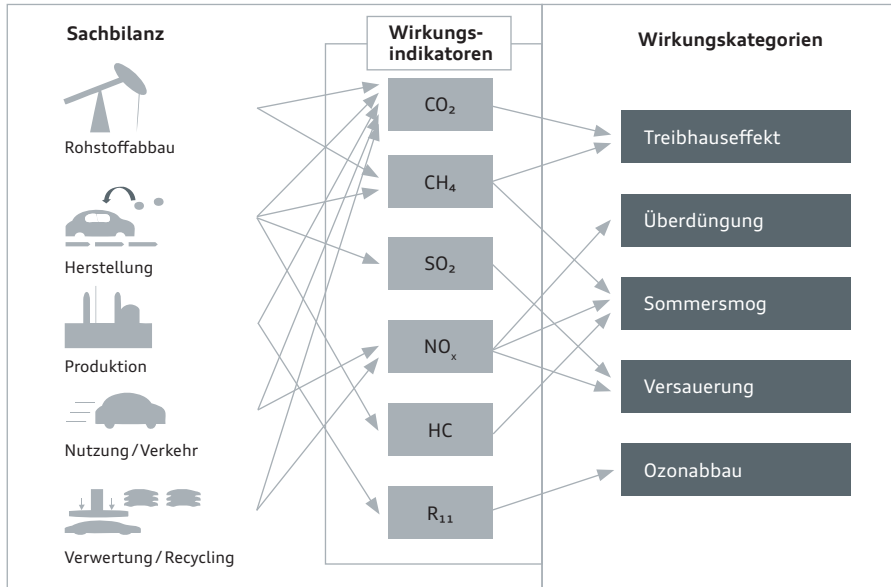 Sachbilanz
Rohstoffabbau
Herstellung
Produktion
Nutzung / Verkehr
Verwertung / Recycling
Wirkungs-
indikatoren
CO₂
CH₄
SO₂
NOₓ
HC
R₁₁
Wirkungskategorien
Treibhauseffekt
Überdüngung
Sommersmog
Versauerung
Ozonabbau